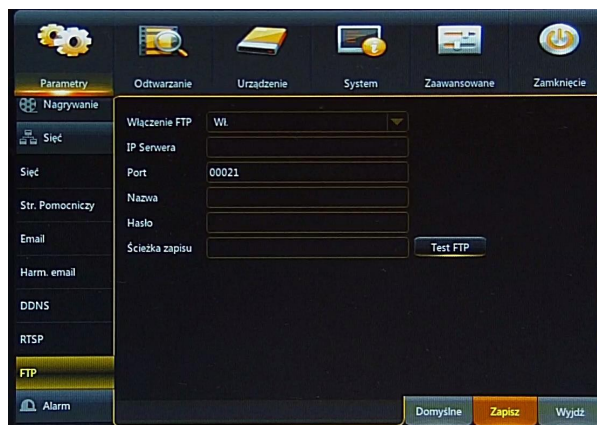 Parametry
Odtwarzanie
Urządzenie
System
Zaawansowane
Zamknięcie
Nagrywanie
Sieć
Sieć
Str. Pomocniczy
Email
Harm. email
DDNS
RTSP
FTP
Alarm
Włączenie FTP Wł.
IP Serwera
Port 00021
Nazwa
Hasło
Ścieżka zapisu Test FTP
Domyślne Zapisz Wyjdź